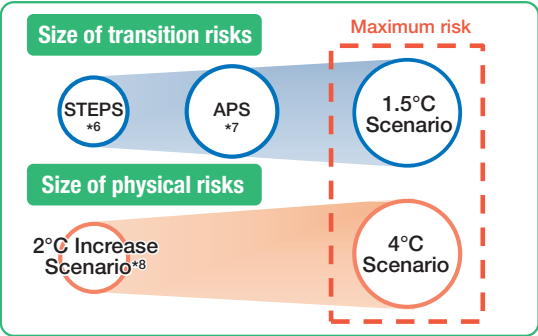 Size of transition risks
Maximum risk
STEPS
*6
APS
*7
1.5°C
Scenario
Size of physical risks
2°C Increase
Scenario*8
4°C
Scenario